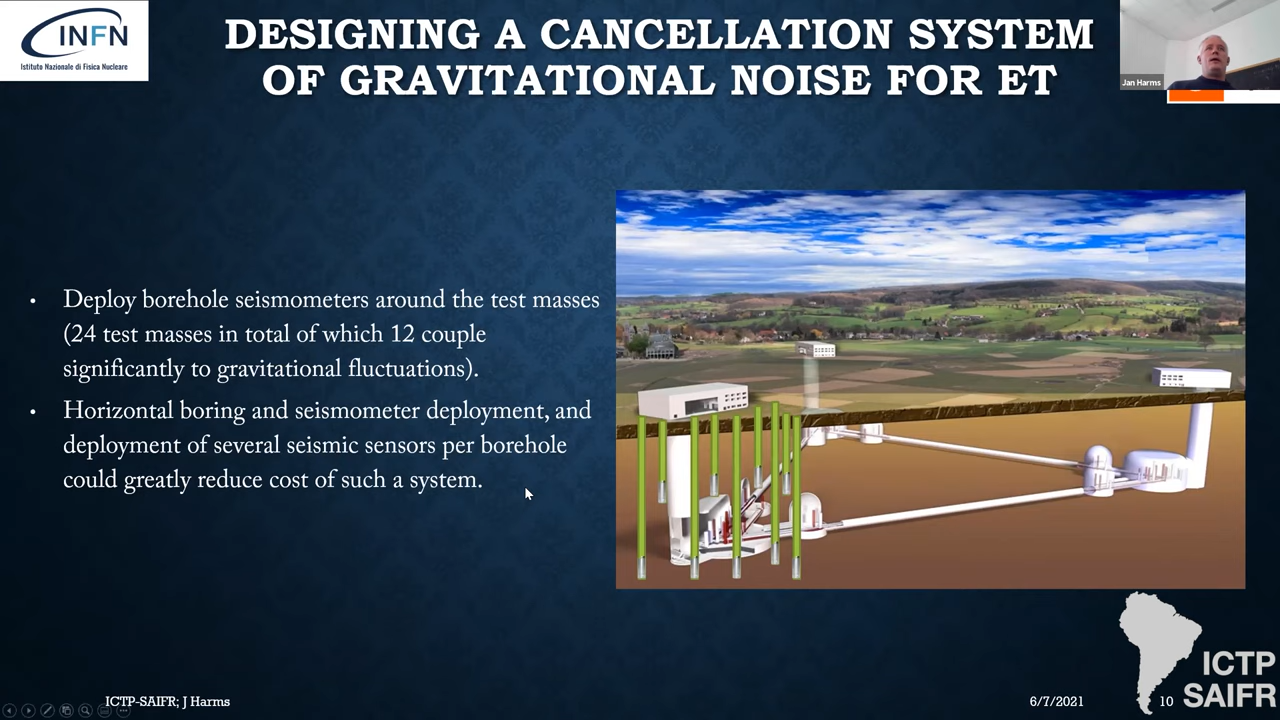 INFN
Istituto Nazionale di Fisica Nucleare
DESIGNING A CANCELLATION SYSTEM
OF GRAVITATIONAL NOISE FOR ET
Jan Harms
• Deploy borehole seismometers around the test masses
(24 test masses in total of which 12 couple
significantly to gravitational fluctuations).
• Horizontal boring and seismometer deployment, and
deployment of several seismic sensors per borehole
could greatly reduce cost of such a system.
ICTP-SAIFR; J Harms
6/7/2021
10
ICTP
SAIFR